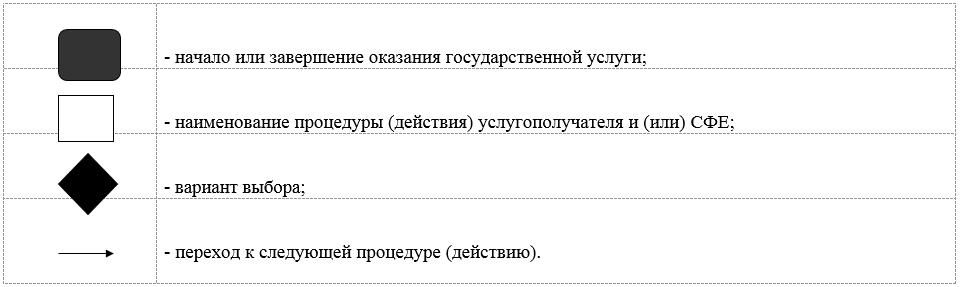 - начало или завершение оказания государственной услуги;
- наименование процедуры (действия) услугополучателя и (или) СФЕ;
- вариант выбора;
- переход к следующей процедуре (действию).